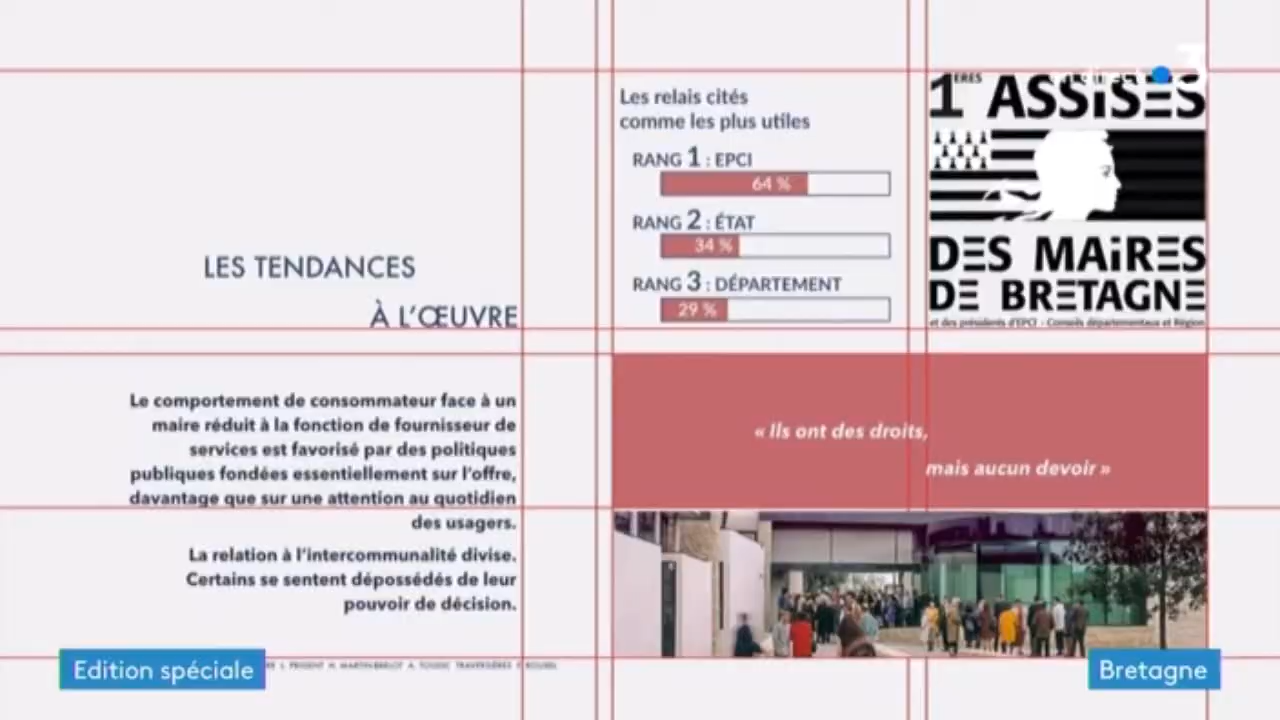 en direct 3
LES TENDANCES
À L'ŒUVRE
Le comportement de consommateur face à un
maire réduit à la fonction de fournisseur de
services est favorisé par des politiques
publiques fondées essentiellement sur l'offre,
davantage que sur une attention au quotidien
des usagers.
La relation à l'intercommunalité divise.
Certains se sentent dépossédés de leur
pouvoir de décision.
Les relais cités
comme les plus utiles
RANG 1 : EPCI
64 %
RANG 2 : ÉTAT
34 %
RANG 3 : DÉPARTEMENT
29 %
1ÈRES ASSiSES
DES MAiRES
DE BRETAGNE
et des présidents d'EPCI - Conseils départementaux et Région
« Ils ont des droits,
mais aucun devoir »
Edition spéciale
Bretagne